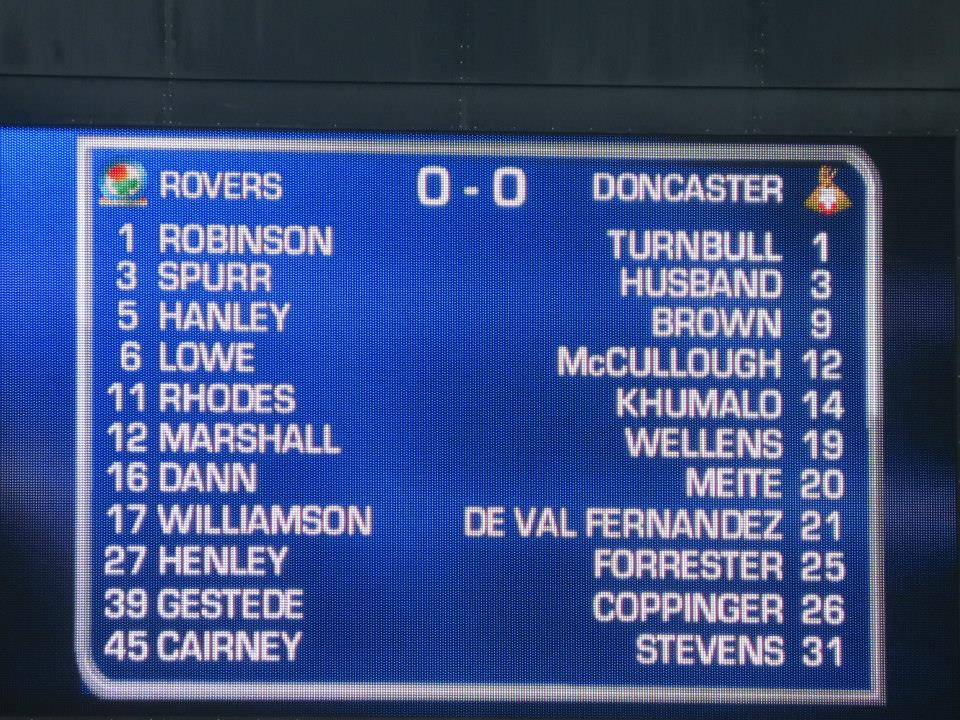 ROVERS 0 - 0 DONCASTER
1 ROBINSON TURNBULL 1
3 SPURR HUSBAND 3
5 HANLEY BROWN 9
6 LOWE McCULLOUGH 12
11 RHODES KHUMALO 14
12 MARSHALL WELLENS 19
16 DANN MEITE 20
17 WILLIAMSON DE VAL FERNANDEZ 21
27 HENLEY FORRESTER 25
39 GESTEDE COPPINGER 26
45 CAIRNEY STEVENS 31